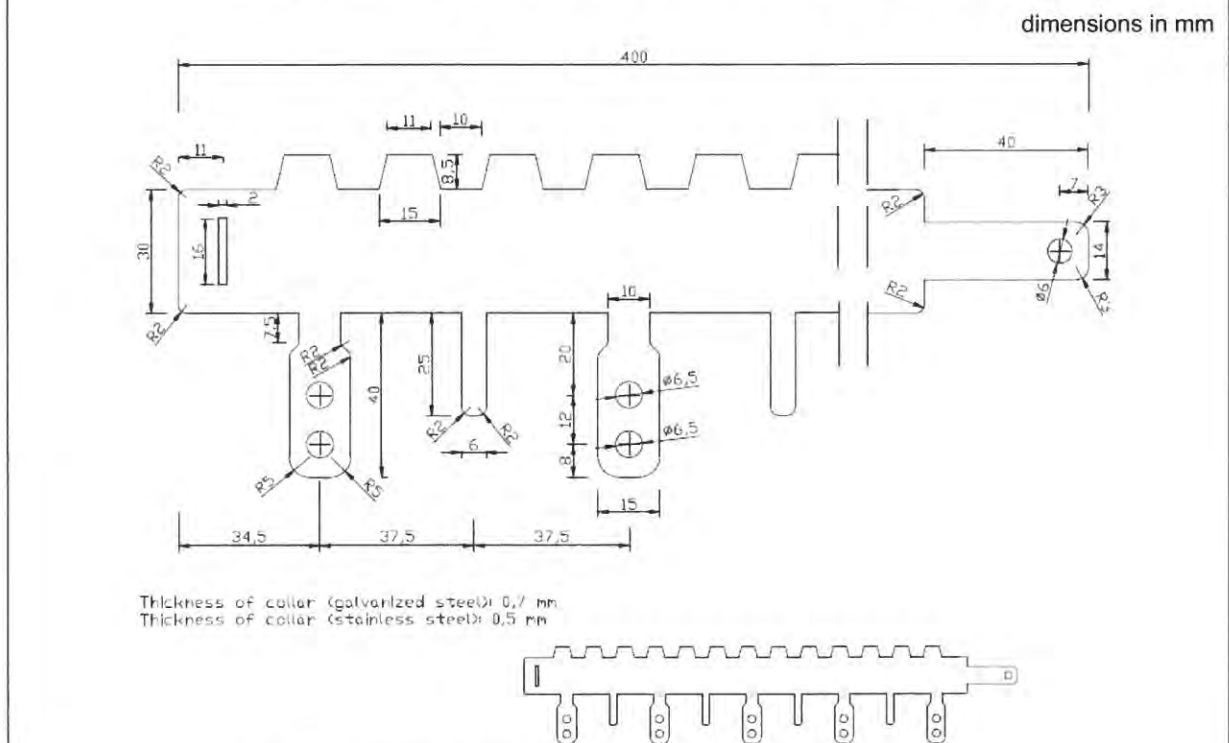 dimensions in mm
400
11 10
11
8,5
40
7
R2
R2
R3
2
15
30
16
14
10
R2
Ø6
R2
R3
7,5
R2
R2
25
20
40
Ø6,5
12
R2
R2
6
Ø6,5
8
R5
R5
15
34,5
37,5
37,5
Thickness of collar (galvanized steel): 0,7 mm
Thickness of collar (stainless steel): 0,5 mm